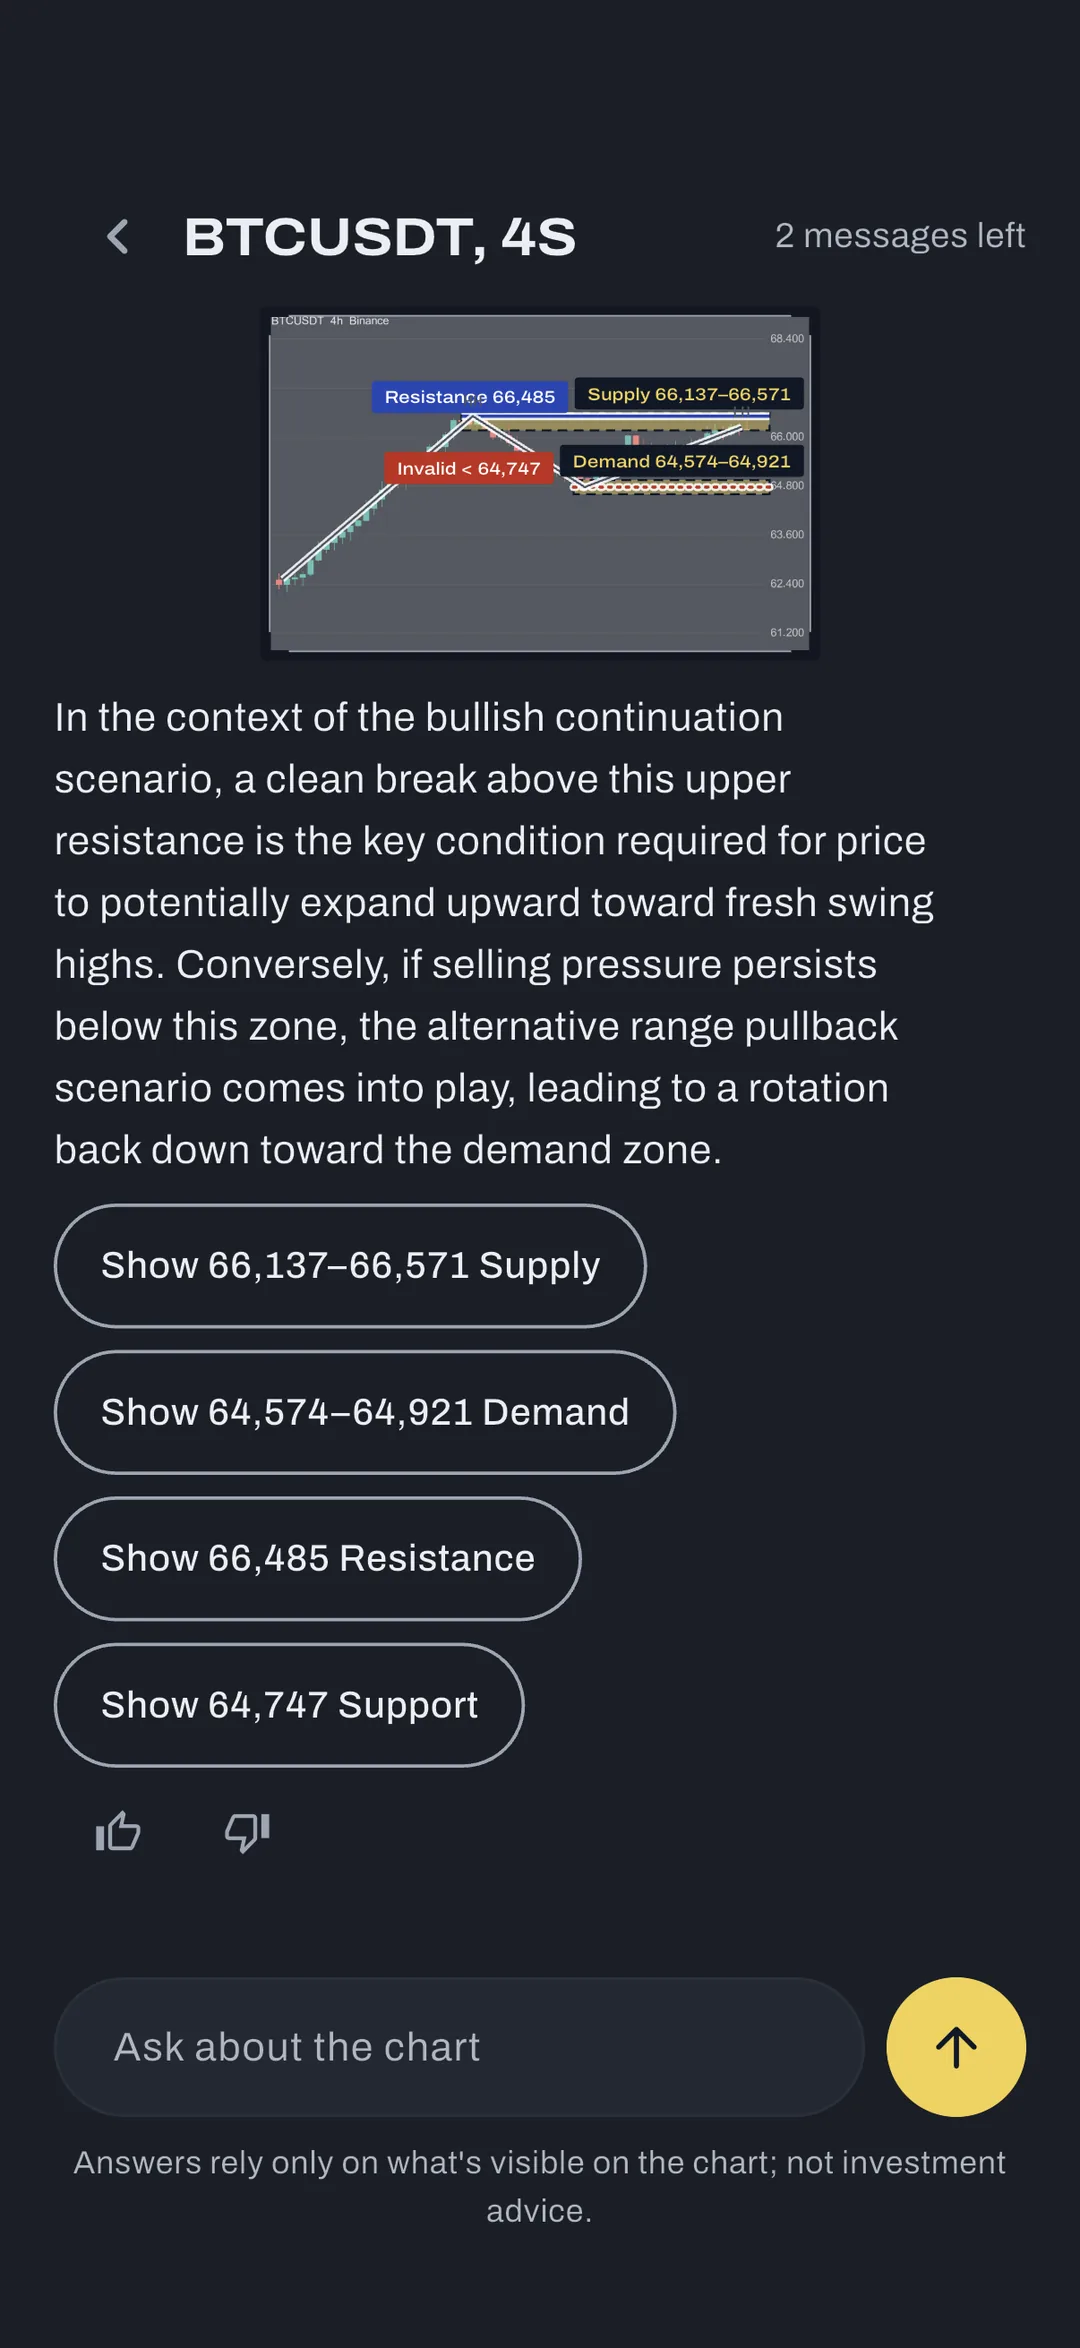 BTCUSDT, 4S
2 messages left
BTCUSDT 4h Binance
68.400
Resistance 66,485
Supply 66,137–66,571
66.000
Invalid < 64,747
Demand 64,574–64,921
64.800
63.600
62.400
61.200
In the context of the bullish continuation
scenario, a clean break above this upper
resistance is the key condition required for price
to potentially expand upward toward fresh swing
highs. Conversely, if selling pressure persists
below this zone, the alternative range pullback
scenario comes into play, leading to a rotation
back down toward the demand zone.
Show 66,137–66,571 Supply
Show 64,574–64,921 Demand
Show 66,485 Resistance
Show 64,747 Support
Ask about the chart
Answers rely only on what's visible on the chart; not investment
advice.